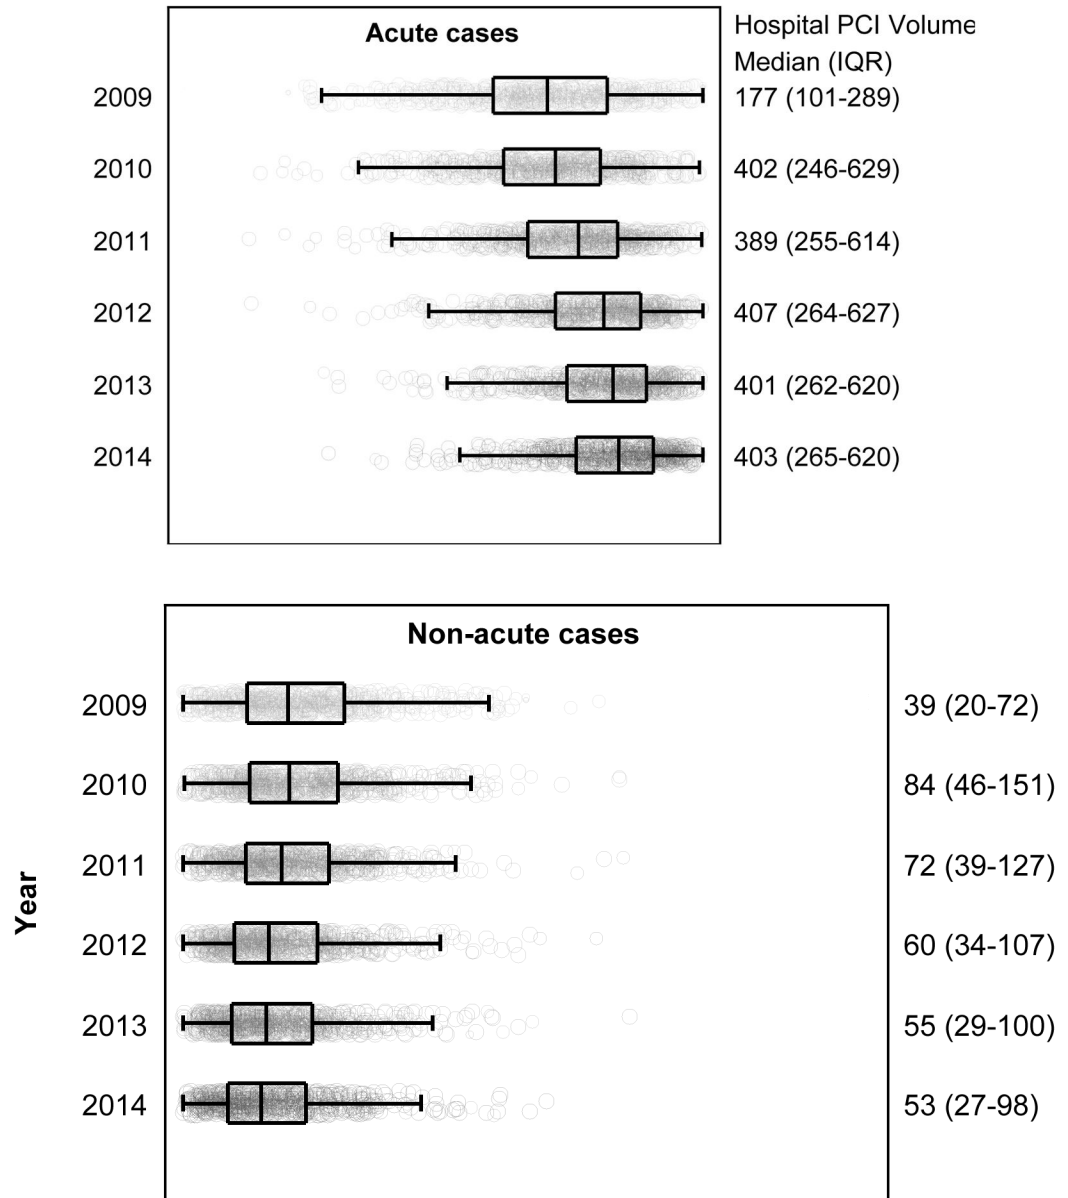 Acute cases
Hospital PCI Volume
Median (IQR)
2009 177 (101-289)
2010 402 (246-629)
2011 389 (255-614)
2012 407 (264-627)
2013 401 (262-620)
2014 403 (265-620)
Non-acute cases
2009 39 (20-72)
2010 84 (46-151)
2011 72 (39-127)
2012 60 (34-107)
2013 55 (29-100)
2014 53 (27-98)
Year